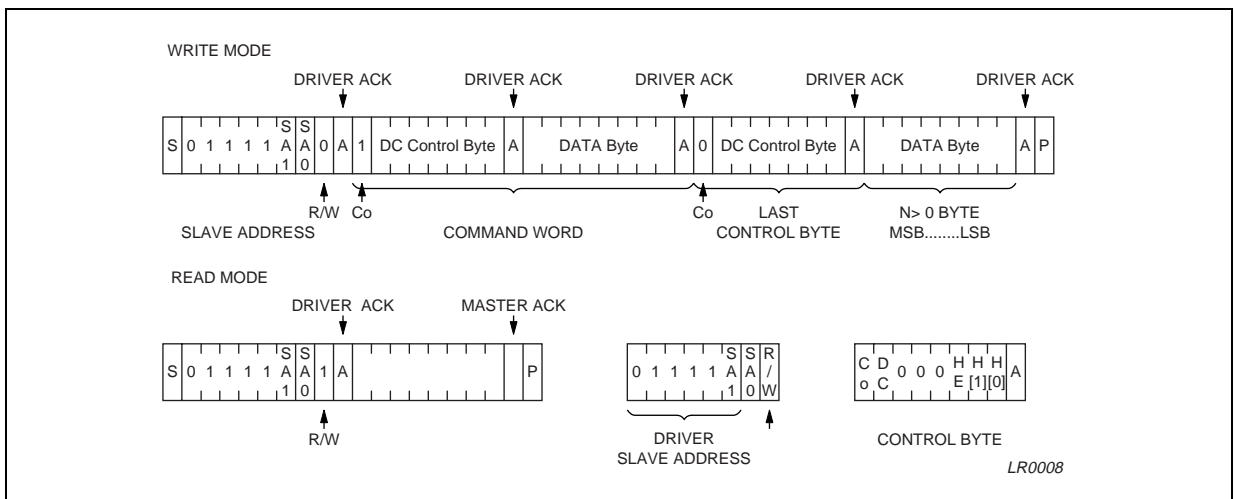 WRITE MODE
DRIVER ACK DRIVER ACK DRIVER ACK DRIVER ACK DRIVER ACK
S 0 1 1 1 1 SA1 SA0 0 A 1 DC Control Byte A DATA Byte A 0 DC Control Byte A DATA Byte A P
R/W Co Co LAST N> 0 BYTE
SLAVE ADDRESS COMMAND WORD CONTROL BYTE MSB........LSB
READ MODE
DRIVER ACK MASTER ACK
S 0 1 1 1 1 SA1 SA0 1 A P
0 1 1 1 1 SA1 SA0 R/W
Co DC 0 0 0 HE H[1] H[0] A
R/W
DRIVER
SLAVE ADDRESS
CONTROL BYTE
LR0008